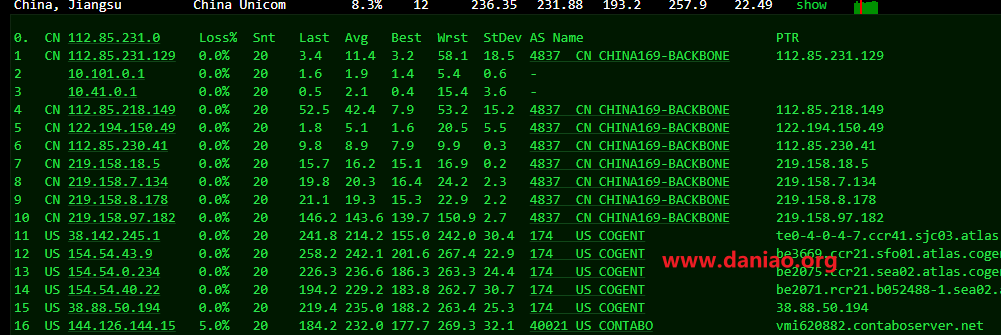 China, Jiangsu China Unicom 8.3% 12 236.35 231.88 193.2 257.9 22.49 show
0. CN 112.85.231.0 Loss% Snt Last Avg Best Wrst StDev AS Name PTR
1 CN 112.85.231.129 0.0% 20 3.4 11.4 3.2 58.1 18.5 4837 CN CHINA169-BACKBONE 112.85.231.129
2 10.101.0.1 0.0% 20 1.6 1.9 1.4 5.4 0.6 -
3 10.41.0.1 0.0% 20 0.5 2.1 0.4 15.4 3.6 -
4 CN 112.85.218.149 0.0% 20 52.5 42.4 7.9 53.2 15.2 4837 CN CHINA169-BACKBONE 112.85.218.149
5 CN 122.194.150.49 0.0% 20 1.8 5.1 1.6 20.5 5.5 4837 CN CHINA169-BACKBONE 122.194.150.49
6 CN 112.85.230.41 0.0% 20 9.8 8.9 7.9 9.9 0.3 4837 CN CHINA169-BACKBONE 112.85.230.41
7 CN 219.158.18.5 0.0% 20 15.7 16.2 15.1 16.9 0.2 4837 CN CHINA169-BACKBONE 219.158.18.5
8 CN 219.158.7.134 0.0% 20 19.8 20.3 16.4 24.2 2.3 4837 CN CHINA169-BACKBONE 219.158.7.134
9 CN 219.158.8.178 0.0% 20 21.1 19.3 15.3 22.9 2.2 4837 CN CHINA169-BACKBONE 219.158.8.178
10 CN 219.158.97.182 0.0% 20 146.2 143.6 139.7 150.9 2.7 4837 CN CHINA169-BACKBONE 219.158.97.182
11 US 38.142.245.1 0.0% 20 241.8 214.2 155.0 242.0 30.4 174 US COGENT te0-4-0-4-7.ccr41.sjc03.atlas
12 US 154.54.43.9 0.0% 20 258.2 242.1 201.6 267.4 22.9 174 US COGENT be3669.rcr21.sfo01.atlas.cogen
www.daniao.org
13 US 154.54.0.234 0.0% 20 226.3 236.6 186.3 263.3 24.4 174 US COGENT be2075.rcr21.sea02.atlas.coge
14 US 154.54.40.22 0.0% 20 194.2 229.2 183.8 262.7 30.7 174 US COGENT be2071.rcr21.b052488-1.sea02.a
15 US 38.88.50.194 0.0% 20 219.4 235.0 188.2 263.4 25.3 174 US COGENT 38.88.50.194
16 US 144.126.144.15 5.0% 20 184.2 232.0 177.7 269.3 32.1 40021 US CONTABO vmi620882.contaboserver.net